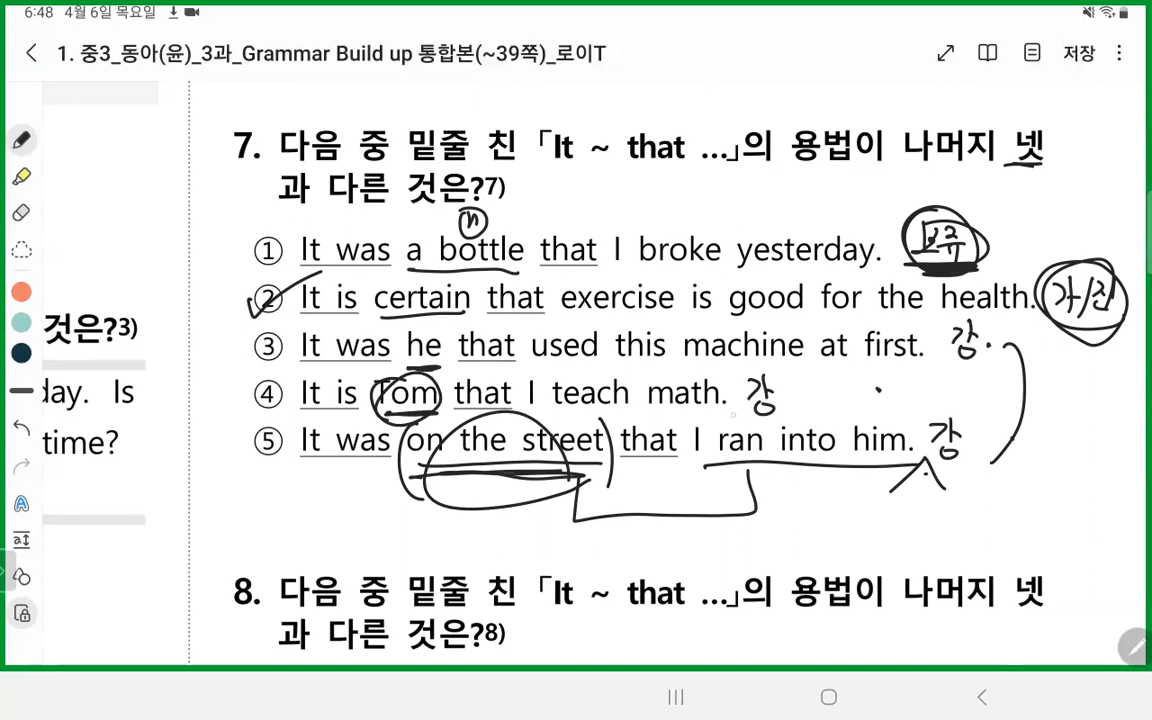 6:48 4월 6일 목요일
1. 중3_동아(윤)_3과_Grammar Build up 통합본(~39쪽)_로이T 저장
7. 다음 중 밑줄 친 「It ~ that …」의 용법이 나머지 넷
과 다른 것은?7)
n
① It was a bottle that I broke yesterday.
② It is certain that exercise is good for the health. 가/진
것은?3)
③ It was he that used this machine at first. 강
day. Is
④ It is Tom that I teach math. 강
time?
⑤ It was (on the street) that I ran into him. 강
8. 다음 중 밑줄 친 「It ~ that …」의 용법이 나머지 넷
과 다른 것은?8)